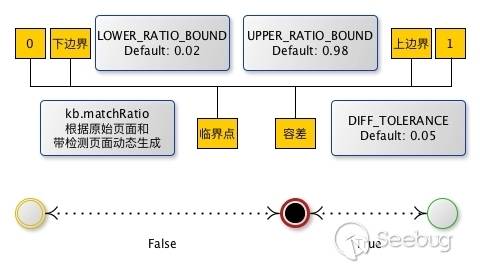 0
下边界
LOWER_RATIO_BOUND
Default: 0.02
UPPER_RATIO_BOUND
Default: 0.98
上边界
1
kb.matchRatio
根据原始页面和
带检测页面动态生成
临界点
容差
DIFF_TOLERANCE
Default: 0.05
False
True
Seebug